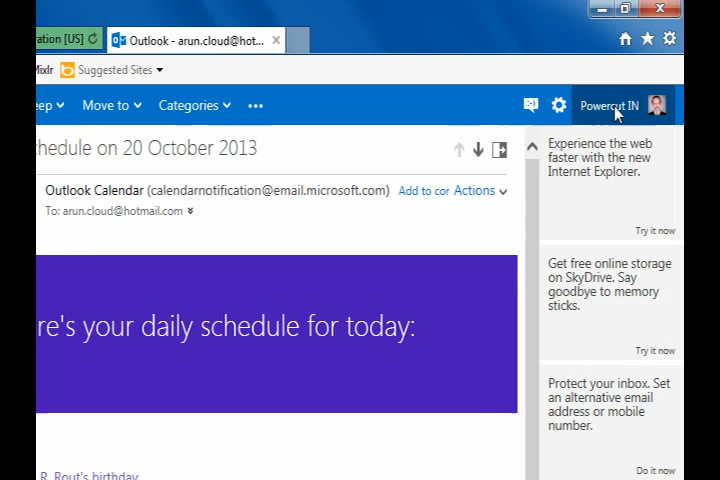 ration [US]
Outlook - arun.cloud@hot...
Mixlr
Suggested Sites
eep
Move to
Categories
Powercut IN
hedule on 20 October 2013
Outlook Calendar (calendarnotification@email.microsoft.com)
Add to cor
Actions
To: arun.cloud@hotmail.com
re's your daily schedule for today:
R. Rout's birthday
Experience the web
faster with the new
Internet Explorer.
Try it now
Get free online storage
on SkyDrive. Say
goodbye to memory
sticks.
Try it now
Protect your inbox. Set
an alternative email
address or mobile
number.
Do it now